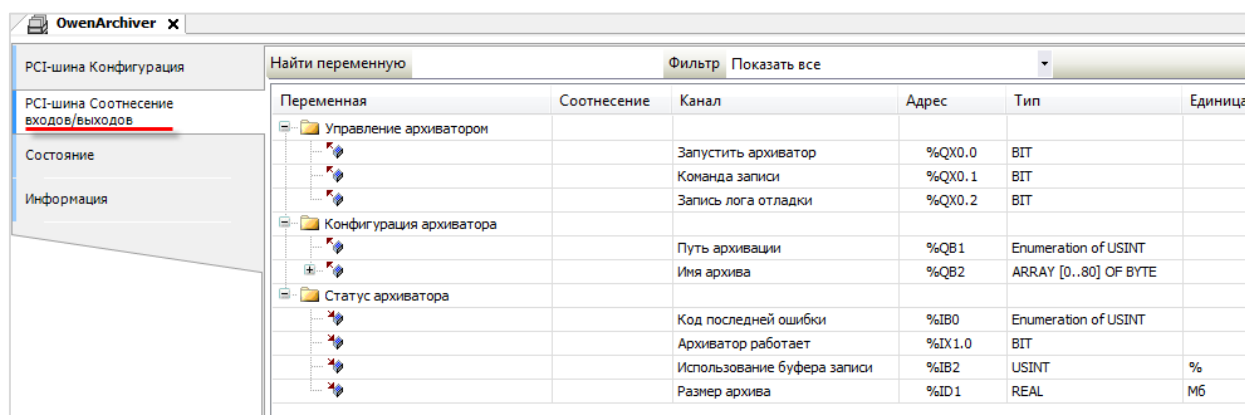 OwenArchiver x
PCI-шина Конфигурация
PCI-шина Соотнесение
входов/выходов
Состояние
Информация
Найти переменную Фильтр Показать все
Переменная Соотнесение Канал Адрес Тип Единица
Управление архиватором
Запустить архиватор %QX0.0 BIT
Команда записи %QX0.1 BIT
Запись лога отладки %QX0.2 BIT
Конфигурация архиватора
Путь архивации %QB1 Enumeration of USINT
Имя архива %QB2 ARRAY [0..80] OF BYTE
Статус архиватора
Код последней ошибки %IB0 Enumeration of USINT
Архиватор работает %IX1.0 BIT
Использование буфера записи %IB2 USINT %
Размер архива %ID1 REAL Мб